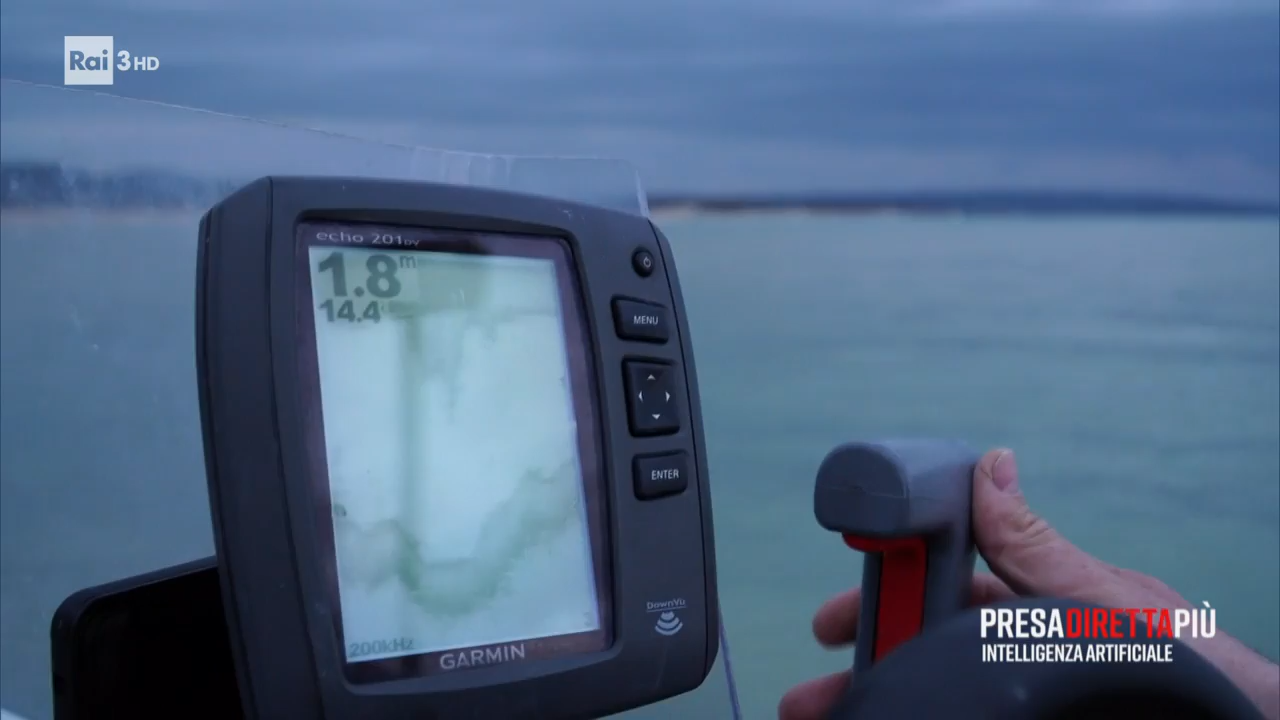 Rai 3HD
echo 201DV
1.8m
14.4
MENU
ENTER
DownVü
200kHz
GARMIN
PRESADIRETTAPIÙ
INTELLIGENZA ARTIFICIALE